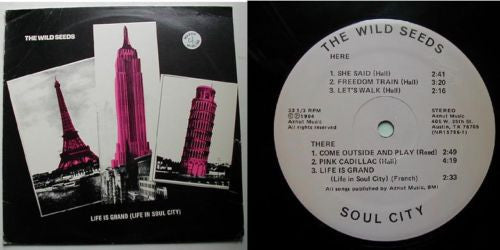 THE WILD SEEDS
LIFE IS GRAND (LIFE IN SOUL CITY)
THE WILD SEEDS
HERE
1. SHE SAID (Hall) 2:41
2. FREEDOM TRAIN (Hall) 3:20
3. LET'S WALK (Hall) 2:16
33 1/3 RPM
©℗1984
Aznut Music
All rights reserved
STEREO
Aznut Music
405 W. 35th St.
Austin, TX 78705
THERE
1. COME OUTSIDE AND PLAY (Reed) 2:49
2. PINK CADILLAC (Hall) 4:19
3. LIFE IS GRAND
(Life in Soul City) (French) 2:33
All songs published by Aznut Music, BMI
SOUL CITY